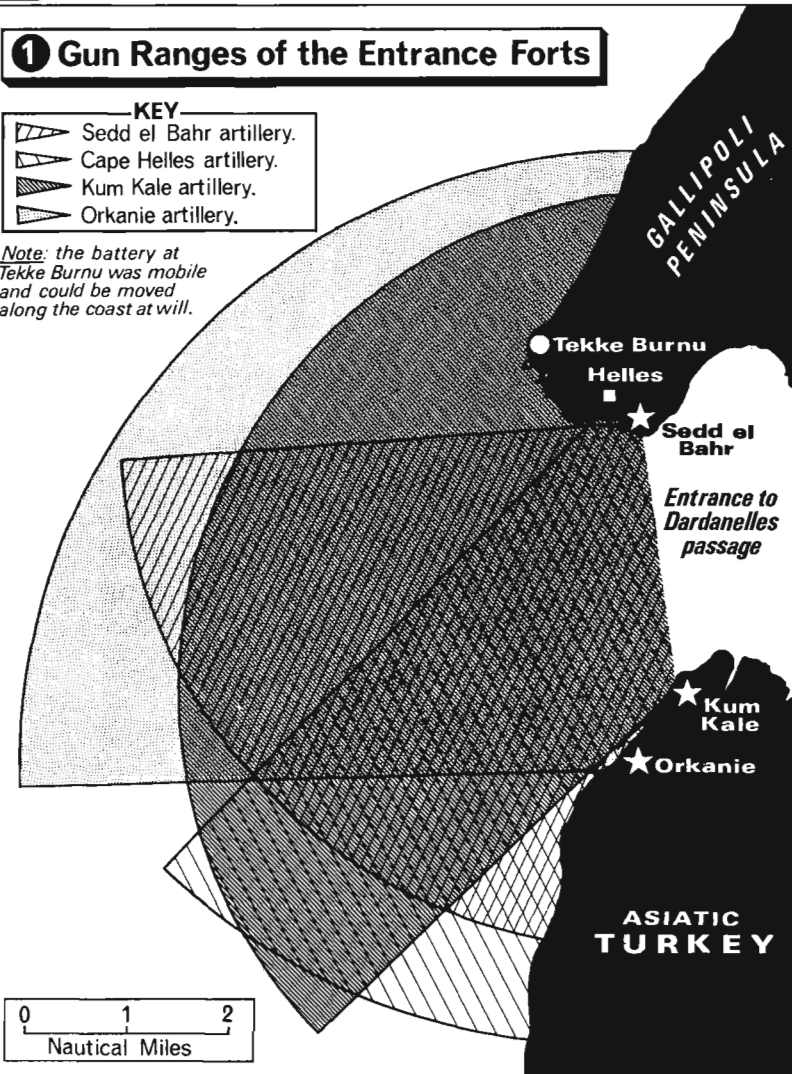 1 Gun Ranges of the Entrance Forts
KEY
Sedd el Bahr artillery.
Cape Helles artillery.
Kum Kale artillery.
Orkanie artillery.
Note: the battery at
Tekke Burnu was mobile
and could be moved
along the coast at will.
GALLIPOLI
PENINSULA
Tekke Burnu
Helles
Sedd el
Bahr
Entrance to
Dardanelles
passage
Kum
Kale
Orkanie
ASIATIC
TURKEY
0 1 2
Nautical Miles